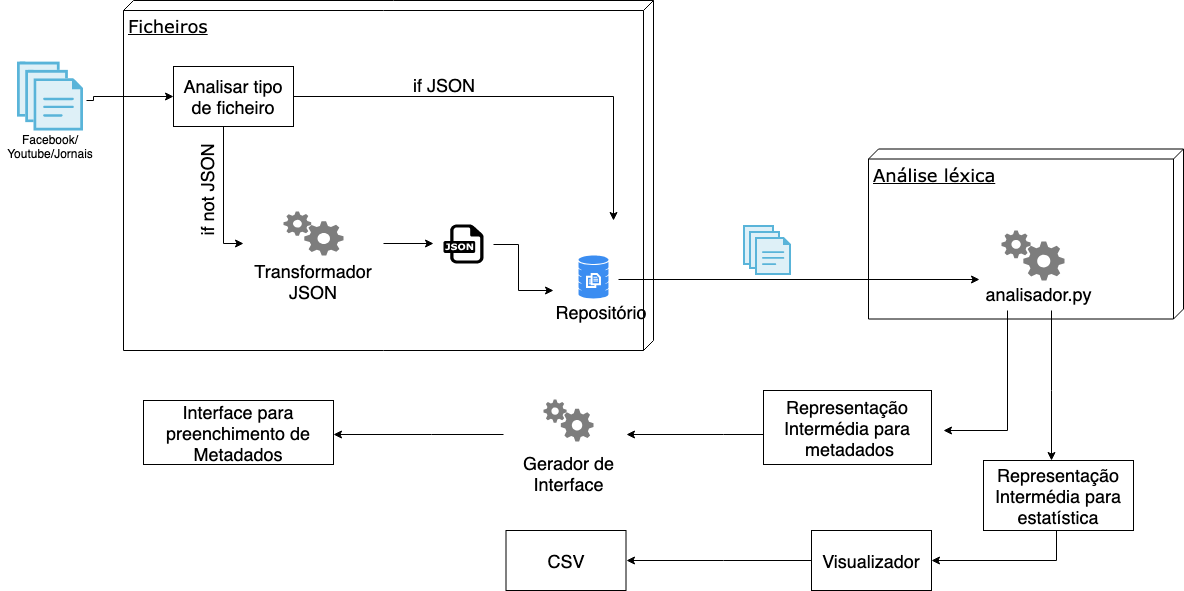 Ficheiros
Facebook/
Youtube/Jornais
Analisar tipo
de ficheiro
if JSON
if not JSON
Transformador
JSON
JSON
Repositório
Análise léxica
analisador.py
Representação
Intermédia para
metadados
Gerador de
Interface
Interface para
preenchimento de
Metadados
Representação
Intermédia para
estatística
Visualizador
CSV